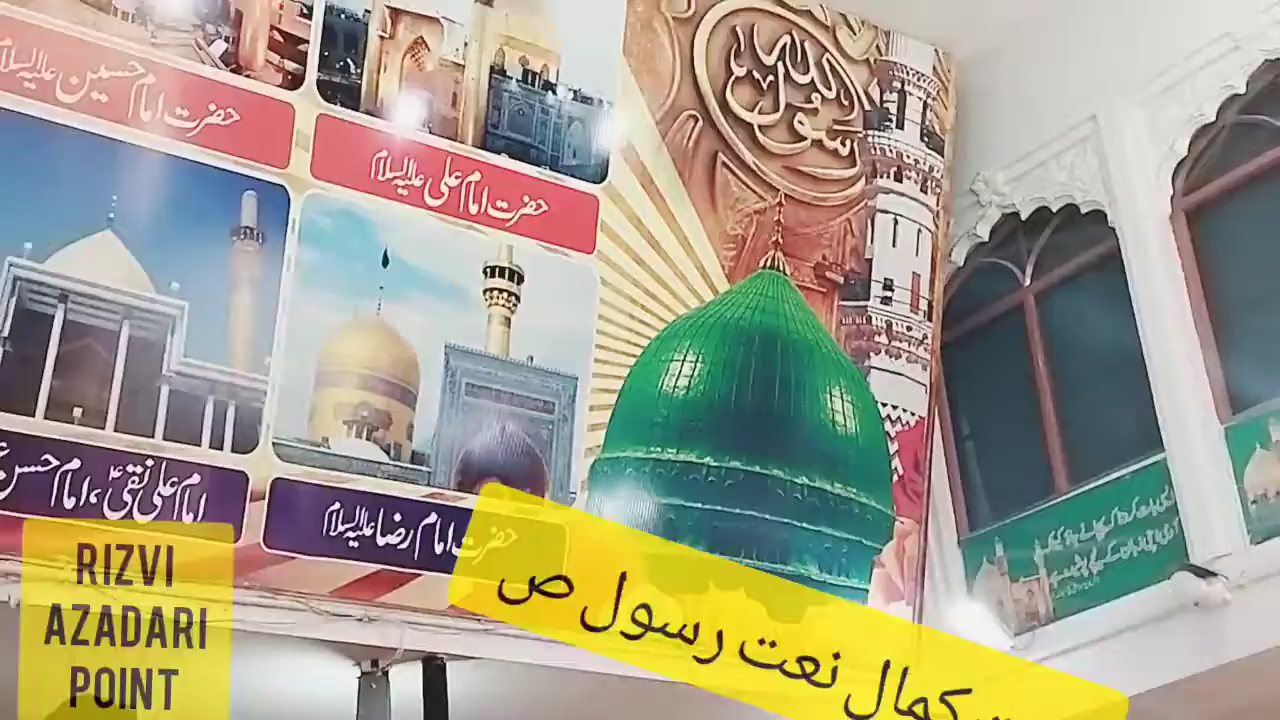 رسول الله
حضرت امام حسین علیہ السلام
حضرت امام علی علیہ السلام
امام علی نقیؑ، امام حسن
حضرت امام رضا علیہ السلام
RIZVI
AZADARI
POINT
کمال نعت رسول ص